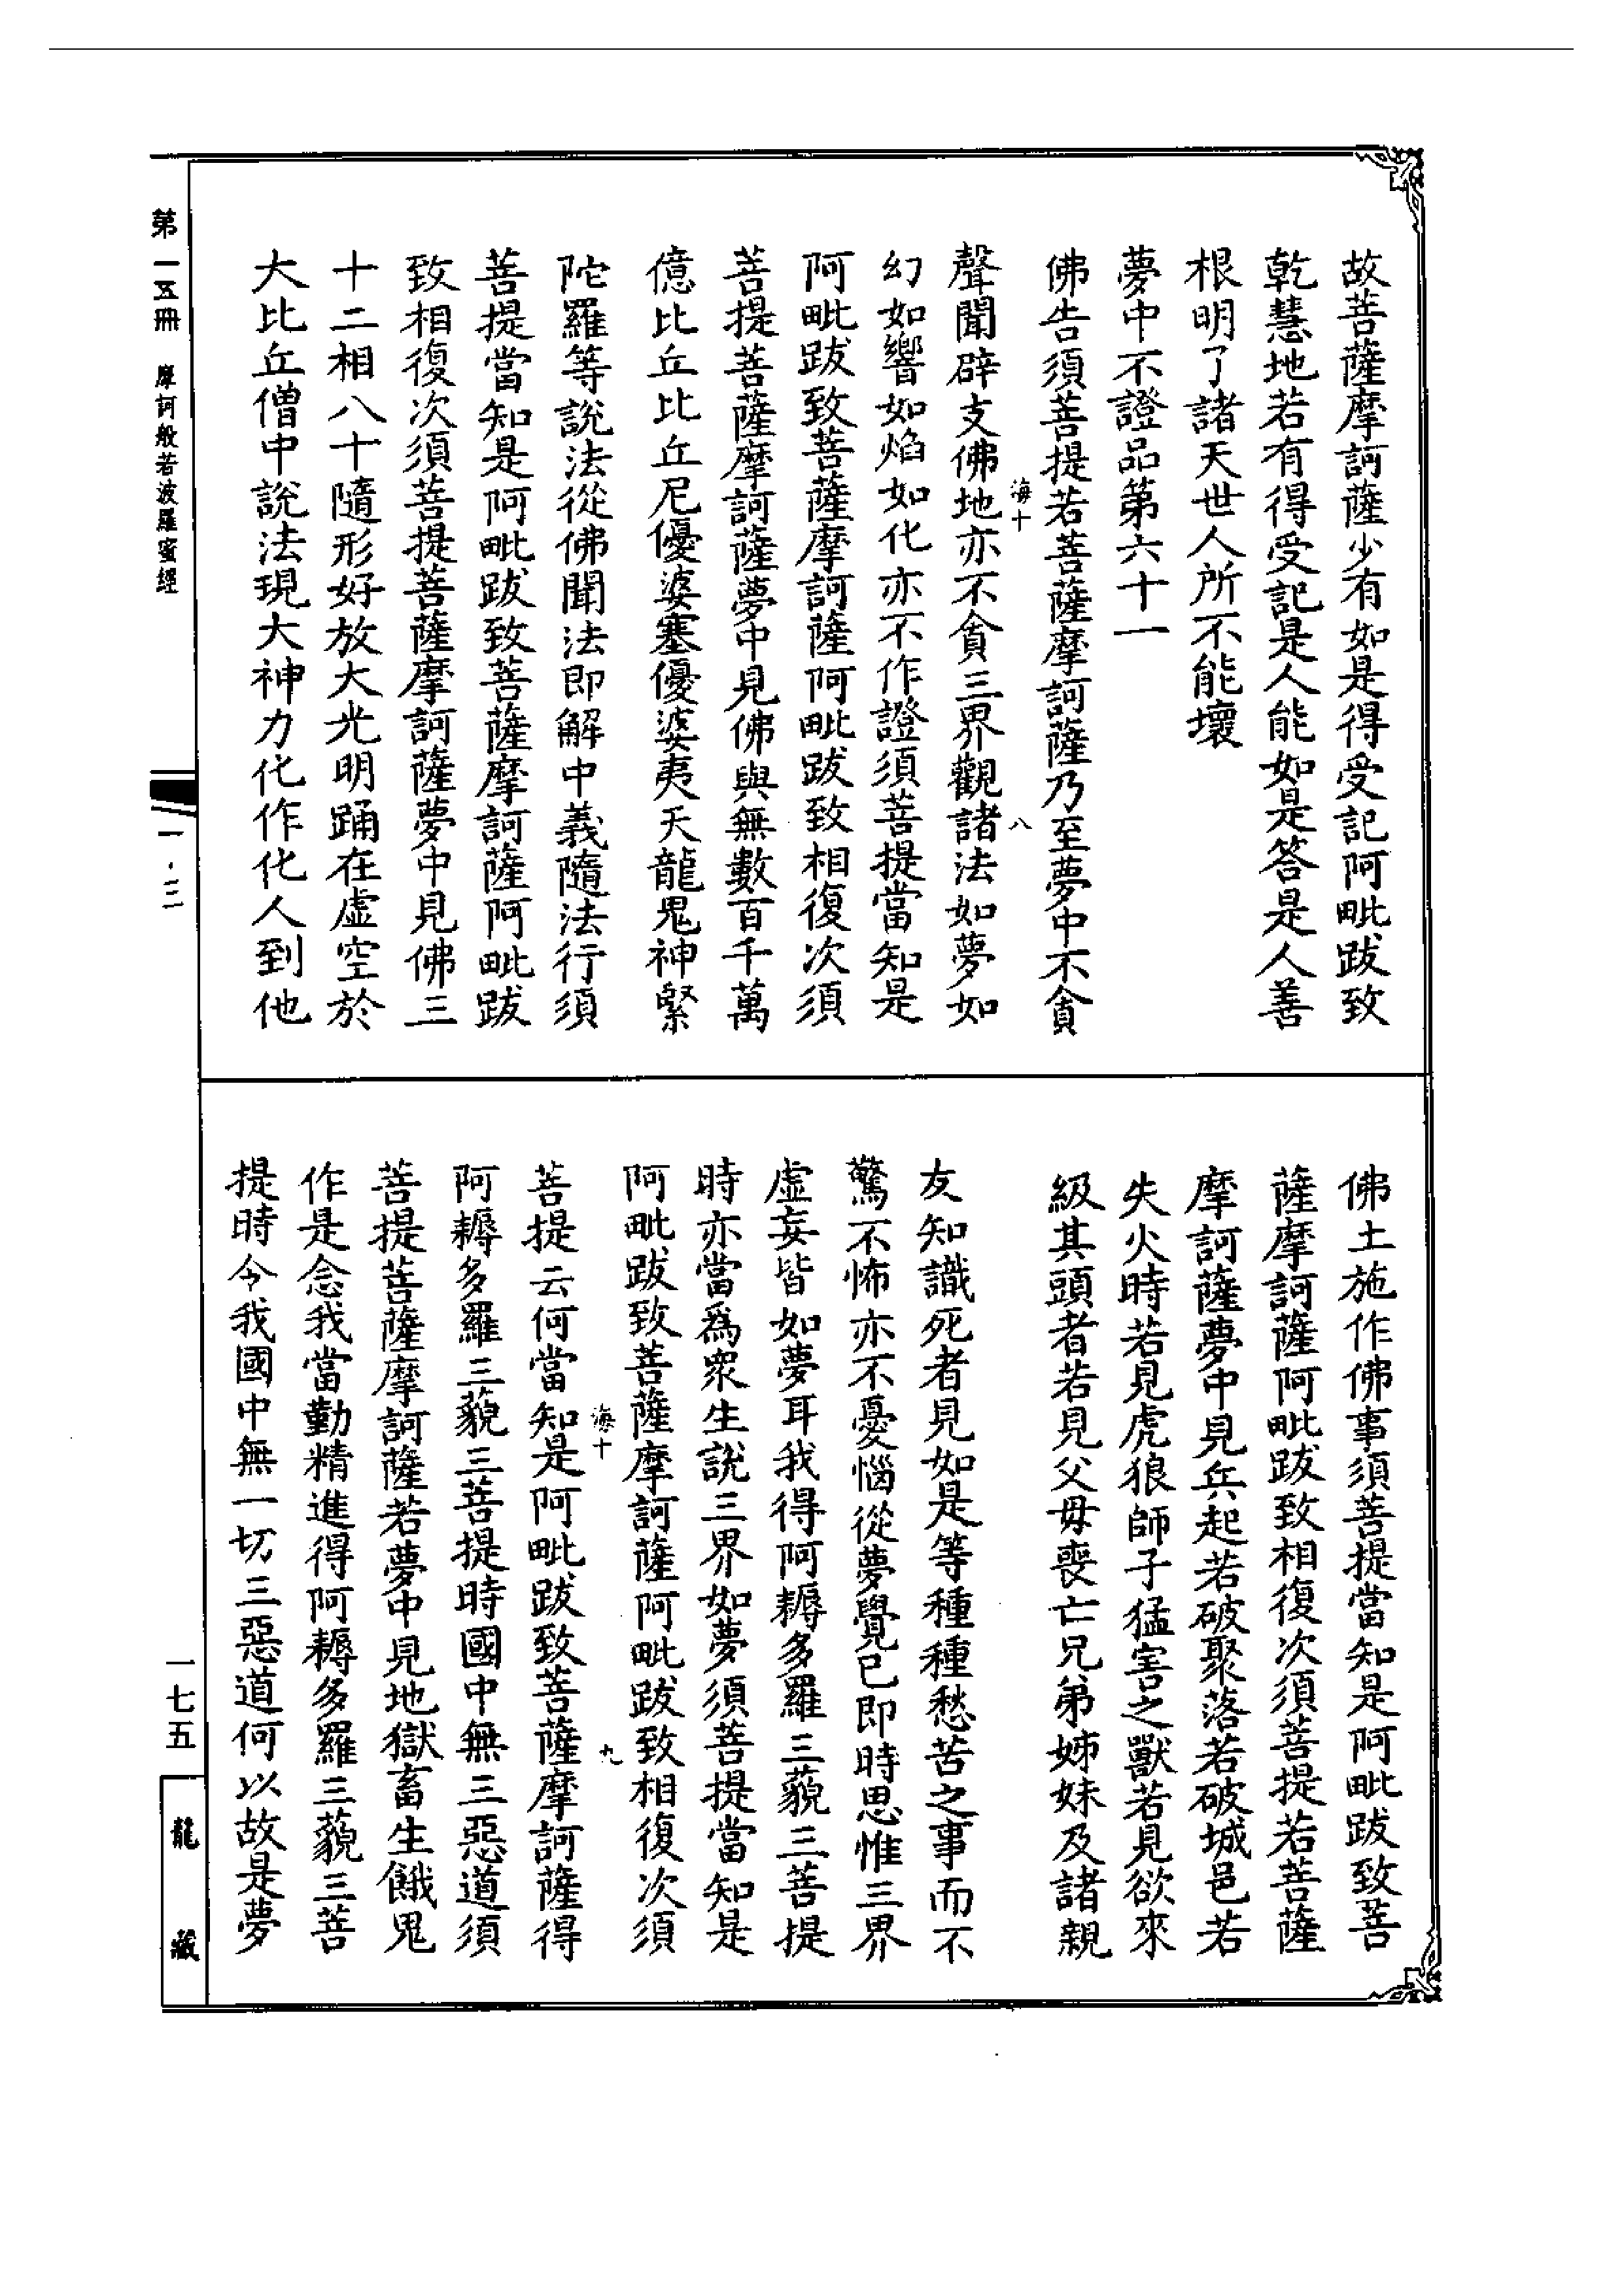 故菩薩摩訶薩少有如是得受記阿毗跋致
乾慧地若有得受記是人能如是答是人善
根明了諸天世人所不能壞
夢中不證品第六十一
佛告須菩提若菩薩摩訶薩乃至夢中不貪
海十 八
聲聞辟支佛地亦不貪三界觀諸法如夢如
幻如響如焰如化亦不作證須菩提當知是
阿毗跋致菩薩摩訶薩阿毗跋致相復次須
菩提菩薩摩訶薩夢中見佛與無數百千萬
億比丘比丘尼優婆塞優婆夷天龍鬼神緊
陀羅等說法從佛聞法即解中義隨法行須
菩提當知是阿毗跋致菩薩摩訶薩阿毗跋
致相復次須菩提菩薩摩訶薩夢中見佛三
十二相八十隨形好放大光明踊在虛空於
大比丘僧中說法現大神力化作化人到他
佛土施作佛事須菩提當知是阿毗跋致菩
薩摩訶薩阿毗跋致相復次須菩提若菩薩
摩訶薩夢中見兵起若破聚落若破城邑若
失火時若見虎狼師子猛害之獸若見欲來
級其頭者若見父母喪亡兄弟姊妹及諸親
友知識死者見如是等種種愁苦之事而不
驚不怖亦不憂惱從夢覺已即時思惟三界
虛妄皆如夢耳我得阿耨多羅三藐三菩提
時亦當為眾生說三界如夢須菩提當知是
阿毗跋致菩薩摩訶薩阿毗跋致相復次須
海十 九
菩提云何當知是阿毗跋致菩薩摩訶薩得
阿耨多羅三藐三菩提時國中無三惡道須
菩提菩薩摩訶薩若夢中見地獄畜生餓鬼
作是念我當勤精進得阿耨多羅三藐三菩
提時令我國中無一切三惡道何以故是夢
第一五冊 摩訶般若波羅蜜經
一七五
龍藏